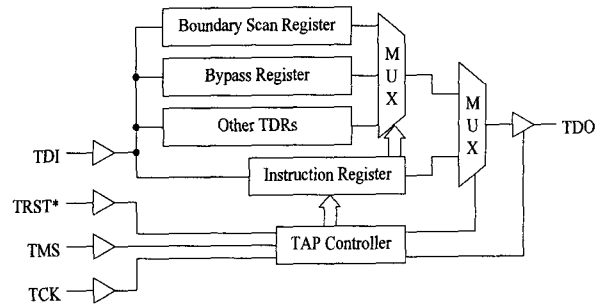 Boundary Scan Register
Bypass Register
Other TDRs
MUX
MUX
TDO
TDI
Instruction Register
TRST*
TMS
TAP Controller
TCK